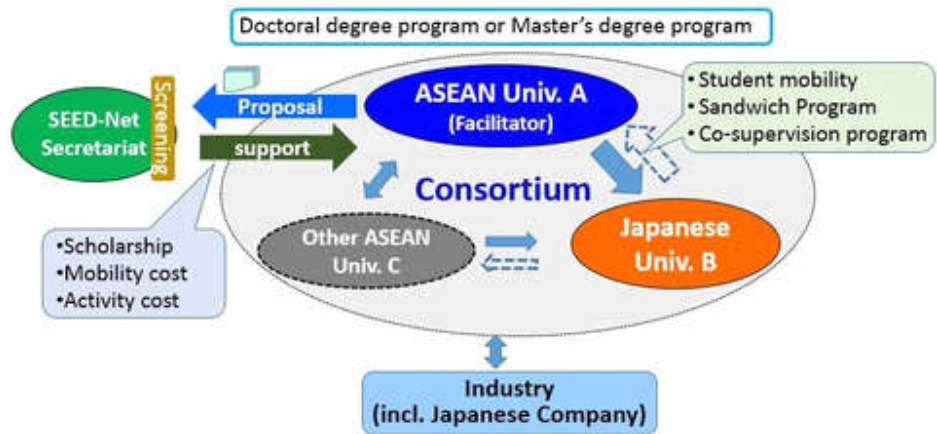 Doctoral degree program or Master's degree program
SEED-Net
Secretariat
Screening
Proposal
support
ASEAN Univ. A
(Facilitator)
•Student mobility
•Sandwich Program
•Co-supervision program
Consortium
Other ASEAN
Univ. C
Japanese
Univ. B
•Scholarship
•Mobility cost
•Activity cost
Industry
(incl. Japanese Company)